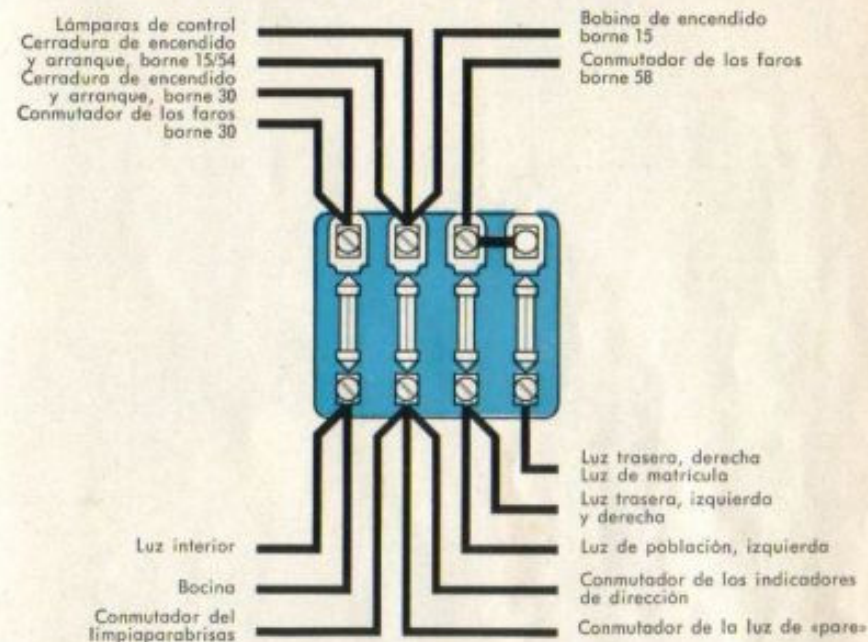 Lámparas de control
Cerradura de encendido
y arranque, borne 15/54
Cerradura de encendido
y arranque, borne 30
Conmutador de los faros
borne 30
Bobina de encendido
borne 15
Conmutador de los faros
borne 58
Luz trasera, derecha
Luz de matrícula
Luz trasera, izquierda
y derecha
Luz de población, izquierda
Conmutador de los indicadores
de dirección
Conmutador de la luz de «pare»
Luz interior
Bocina
Conmutador del
limpiaparabrisas